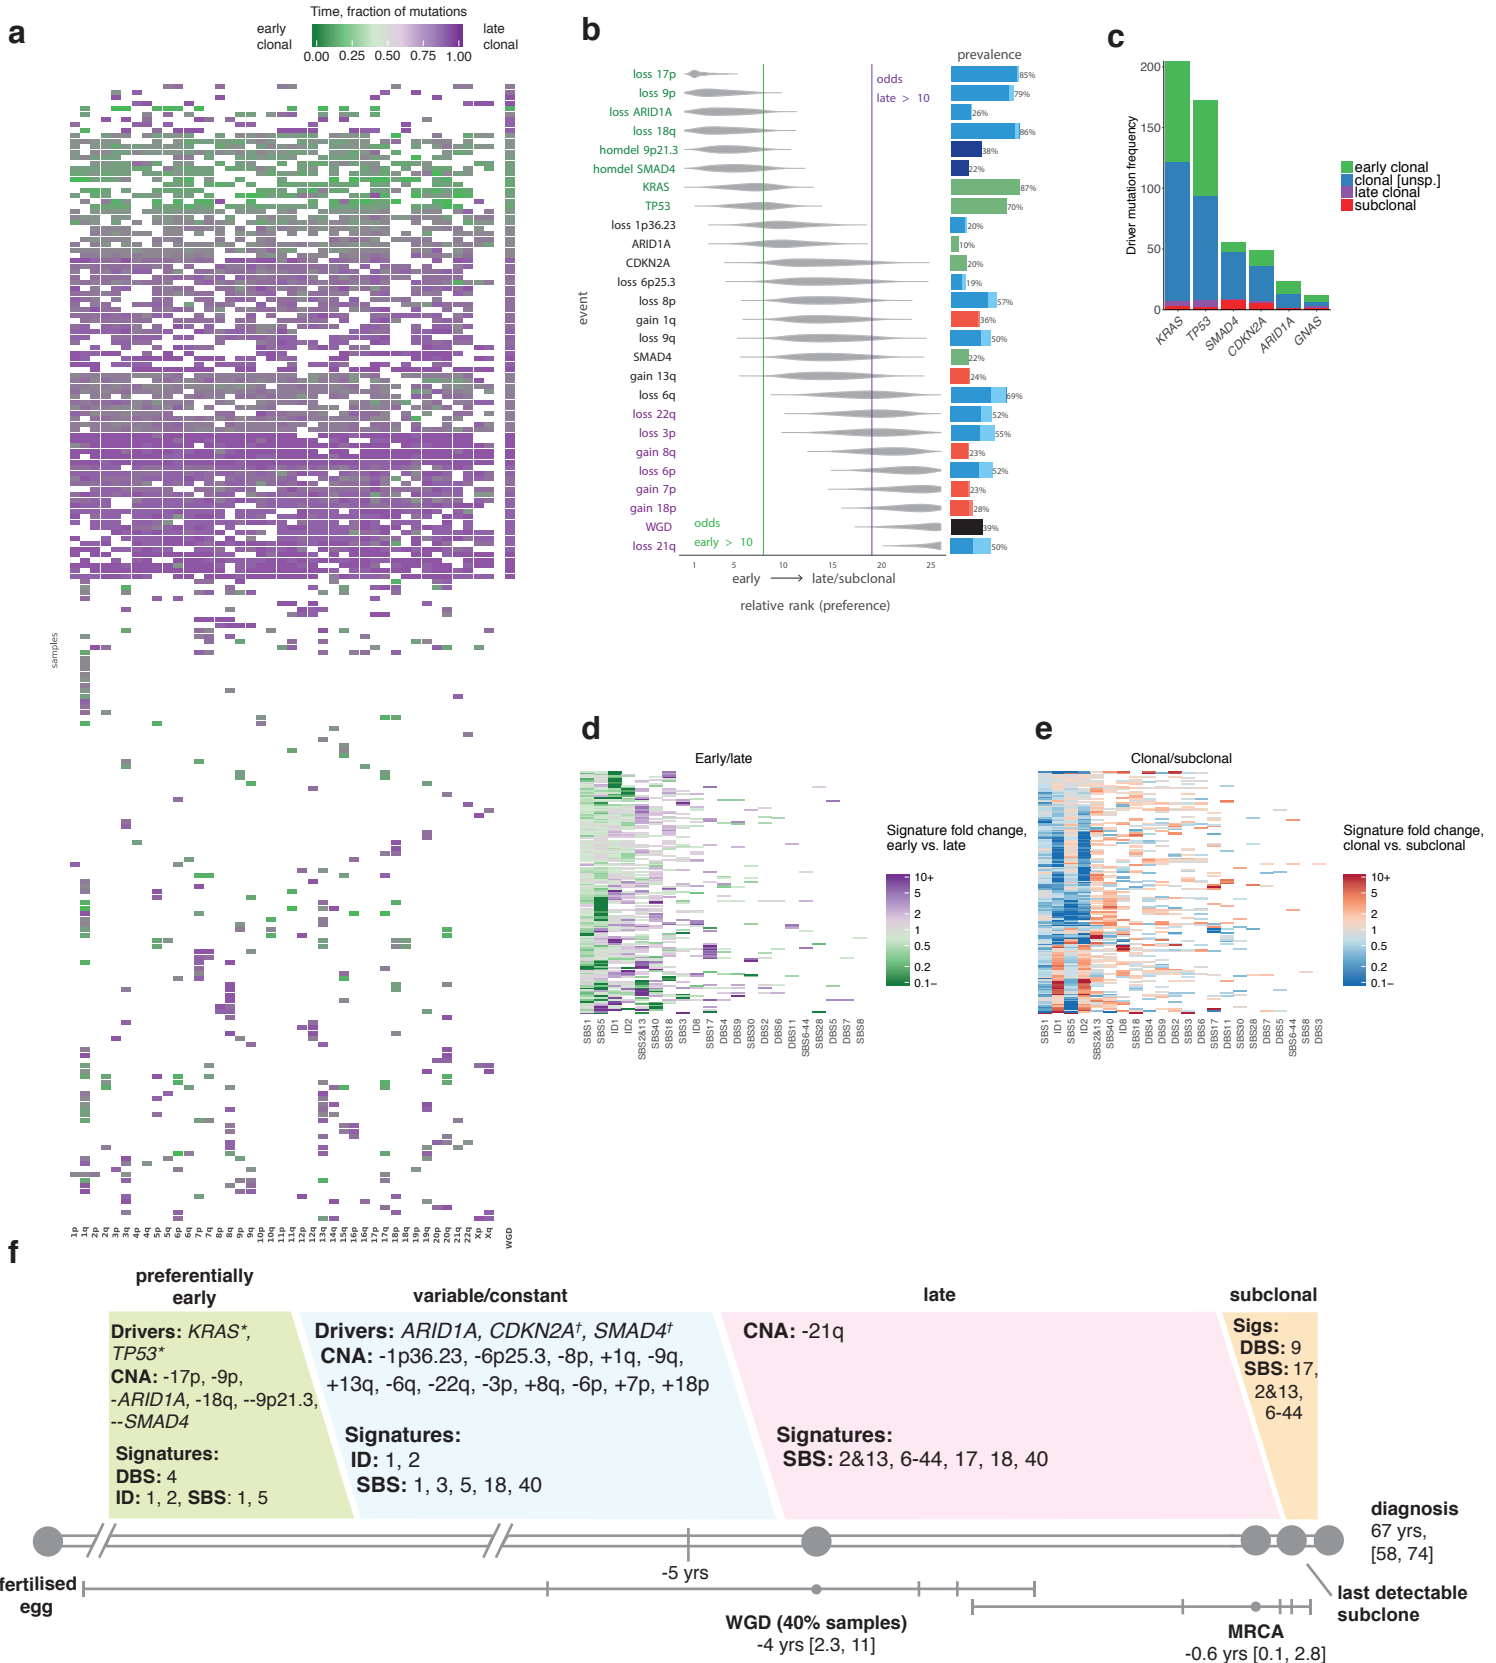 a
Time, fraction of mutations
early clonal
late clonal
0.00 0.25 0.50 0.75 1.00
samples
1p 1q 2p 2q 3p 3q 4p 4q 5p 5q 6p 6q 7p 7q 8p 8q 9p 9q 10p 10q 11p 11q 12p 12q 13q 14q 15q 16p 16q 17p 17q 18p 18q 19p 19q 20p 20q 21q 22q Xp Xq WGD
b
prevalence
event
loss 17p 85%
loss 9p 79%
loss ARID1A 26%
loss 18q 86%
homdel 9p21.3 38%
homdel SMAD4 22%
KRAS 87%
TP53 70%
loss 1p36.23 20%
ARID1A 10%
CDKN2A 20%
loss 6p25.3 19%
loss 8p 57%
gain 1q 36%
loss 9q 50%
SMAD4 22%
gain 13q 24%
loss 6q 69%
loss 22q 52%
loss 3p 55%
gain 8q 23%
loss 6p 52%
gain 7p 23%
gain 18p 28%
WGD 39%
loss 21q 50%
odds
late > 10
odds
early > 10
1 5 10 15 20 25
early → late/subclonal
relative rank (preference)
c
Driver mutation frequency
200
150
100
50
0
KRAS TP53 SMAD4 CDKN2A ARID1A GNAS
early clonal
clonal [unsp.]
late clonal
subclonal
d
Early/late
SBS1 SBS5 ID1 ID2 SBS2&13 SBS40 SBS18 SBS3 ID8 SBS17 DBS4 DBS9 SBS30 DBS2 DBS6 DBS11 SBS6-44 SBS28 DBS5 DBS7 SBS8
Signature fold change,
early vs. late
10+
5
2
1
0.5
0.2
0.1−
e
Clonal/subclonal
SBS1 ID1 SBS5 ID2 SBS2&13 SBS40 ID8 SBS18 DBS4 DBS9 DBS2 SBS3 DBS6 SBS17 DBS11 SBS30 SBS28 DBS7 DBS5 SBS6-44 SBS8 DBS3
Signature fold change,
clonal vs. subclonal
10+
5
2
1
0.5
0.2
0.1−
f
preferentially
early
Drivers: KRAS*,
TP53*
CNA: -17p, -9p,
-ARID1A, -18q, --9p21.3,
--SMAD4
Signatures:
DBS: 4
ID: 1, 2, SBS: 1, 5
variable/constant
Drivers: ARID1A, CDKN2A†, SMAD4†
CNA: -1p36.23, -6p25.3, -8p, +1q, -9q,
+13q, -6q, -22q, -3p, +8q, -6p, +7p, +18p
Signatures:
ID: 1, 2
SBS: 1, 3, 5, 18, 40
late
CNA: -21q
Signatures:
SBS: 2&13, 6-44, 17, 18, 40
subclonal
Sigs:
DBS: 9
SBS: 17,
2&13,
6-44
fertilised
egg
-5 yrs
WGD (40% samples)
-4 yrs [2.3, 11]
MRCA
-0.6 yrs [0.1, 2.8]
diagnosis
67 yrs,
[58, 74]
last detectable
subclone